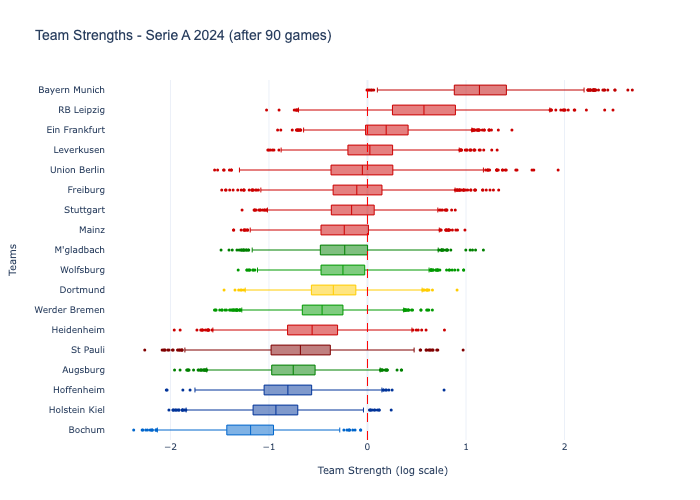 Team Strengths - Serie A 2024 (after 90 games)
Bayern Munich
RB Leipzig
Ein Frankfurt
Leverkusen
Union Berlin
Freiburg
Stuttgart
Mainz
M'gladbach
Wolfsburg
Dortmund
Werder Bremen
Heidenheim
St Pauli
Augsburg
Hoffenheim
Holstein Kiel
Bochum
Teams
−2 −1 0 1 2
Team Strength (log scale)